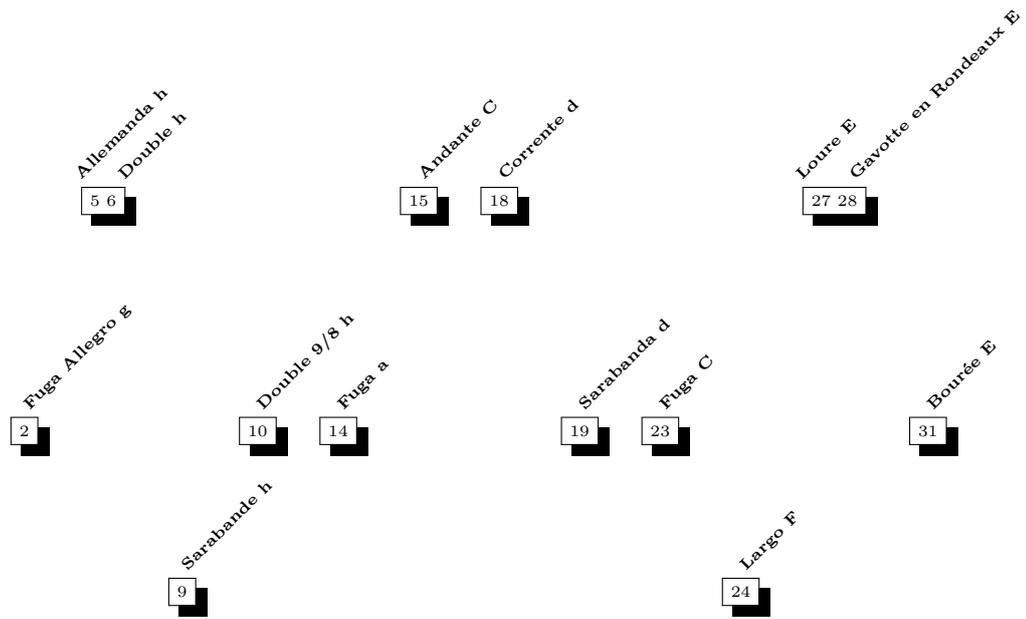 Allemanda h
Double h
5 6
Andante C
15
Corrente d
18
Loure E
Gavotte en Rondeaux E
27 28
Fuga Allegro g
2
Double 9/8 h
10
Fuga a
14
Sarabanda d
19
Fuga C
23
Bourée E
31
Sarabande h
9
Largo F
24